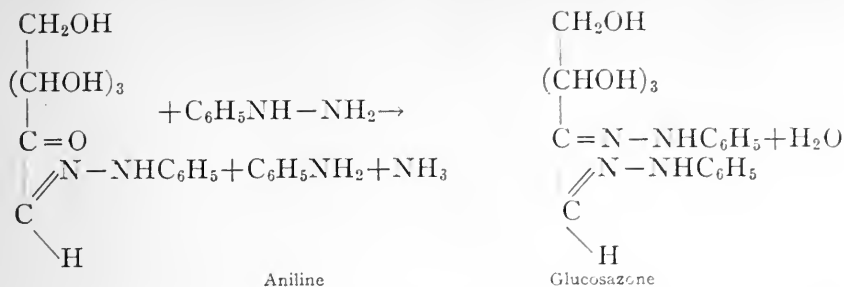 CH₂OH CH₂OH
(CHOH)₃ (CHOH)₃
+C₆H₅NH—NH₂→
C=O C=N—NHC₆H₅+H₂O
N—NHC₆H₅+C₆H₅NH₂+NH₃ N—NHC₆H₅
C C
H H
Aniline Glucosazone